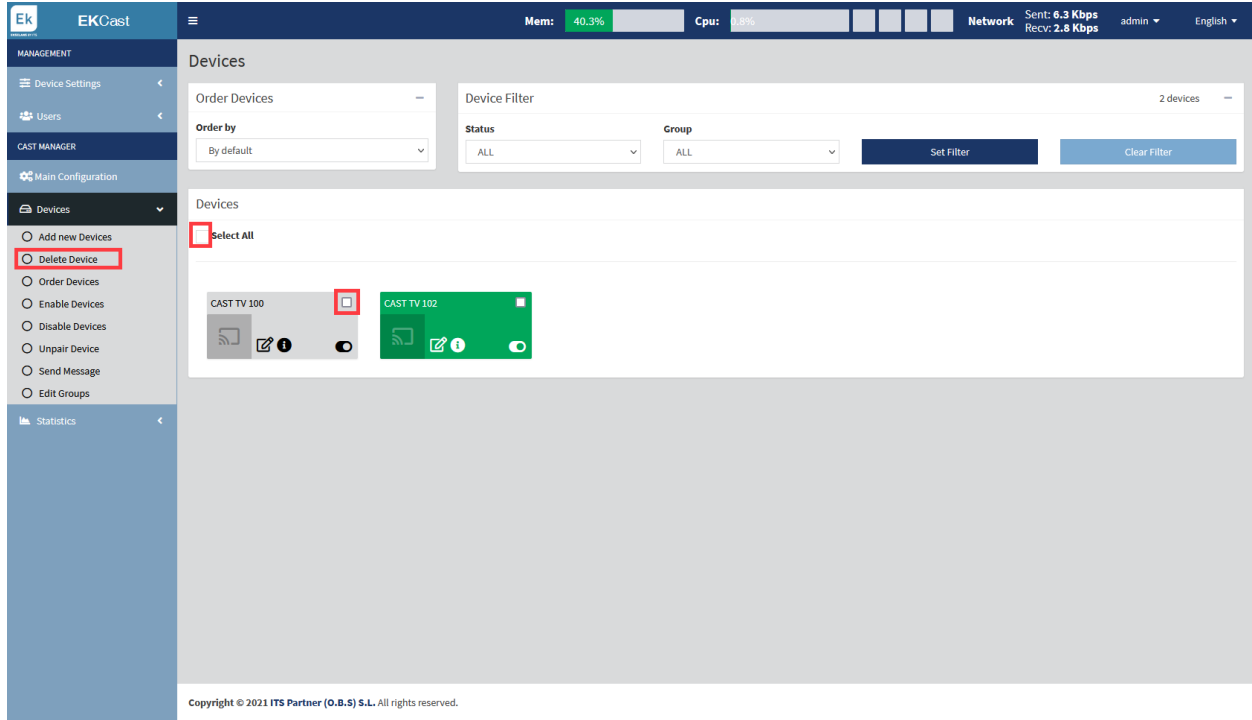 Ek
EKCast
Mem: 40.3%
Cpu: 0.8%
Network
Sent: 6.3 Kbps
Recv: 2.8 Kbps
admin
English
MANAGEMENT
Device Settings
Users
CAST MANAGER
Main Configuration
Devices
Add new Devices
Delete Device
Order Devices
Enable Devices
Disable Devices
Unpair Device
Send Message
Edit Groups
Statistics
Devices
Order Devices
Order by
By default
Device Filter
2 devices
Status
ALL
Group
ALL
Set Filter
Clear Filter
Devices
Select All
CAST TV 100
CAST TV 102
Copyright © 2021 ITS Partner (O.B.S) S.L. All rights reserved.